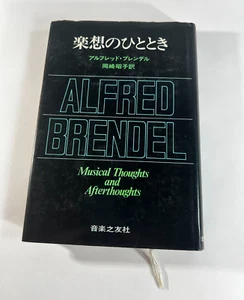 楽想のひととき
アルフレッド・ブレンデル
岡崎昭子訳
ALFRED
BRENDEL
Musical Thoughts
and
Afterthoughts
音楽之友社